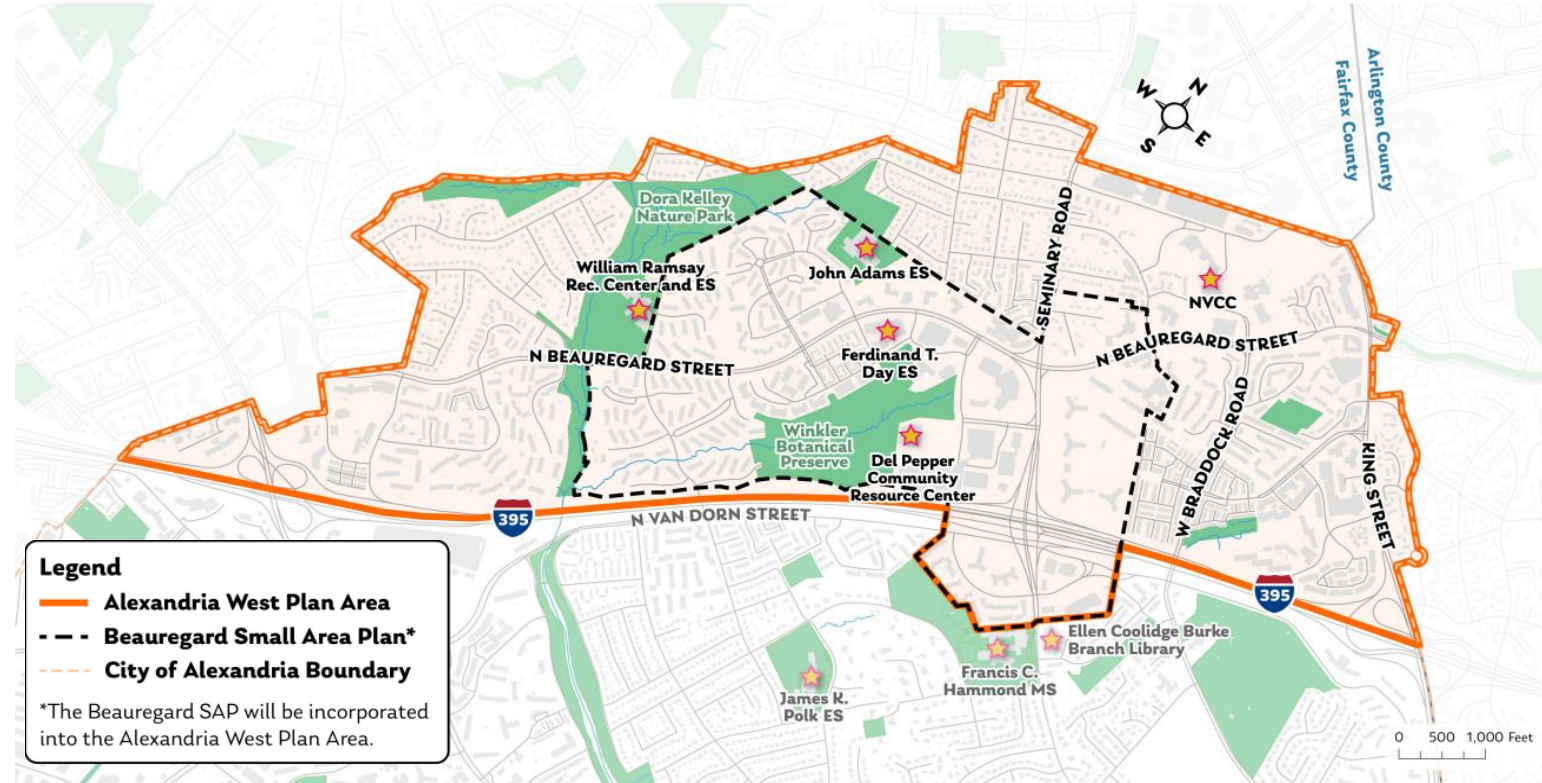 Arlington County
Fairfax County
N
W
E
S
Dora Kelley
Nature Park
SEMINARY ROAD
William Ramsay
Rec. Center and ES
John Adams ES
NVCC
N BEAUREGARD STREET
Ferdinand T.
Day ES
N BEAUREGARD STREET
W BRADDOCK ROAD
Winkler
Botanical
Preserve
Del Pepper
Community
Resource Center
KING STREET
395
N VAN DORN STREET
395
Legend
Alexandria West Plan Area
Beauregard Small Area Plan*
City of Alexandria Boundary
*The Beauregard SAP will be incorporated
into the Alexandria West Plan Area.
Ellen Coolidge Burke
Branch Library
Francis C.
Hammond MS
James K.
Polk ES
0 500 1,000 Feet